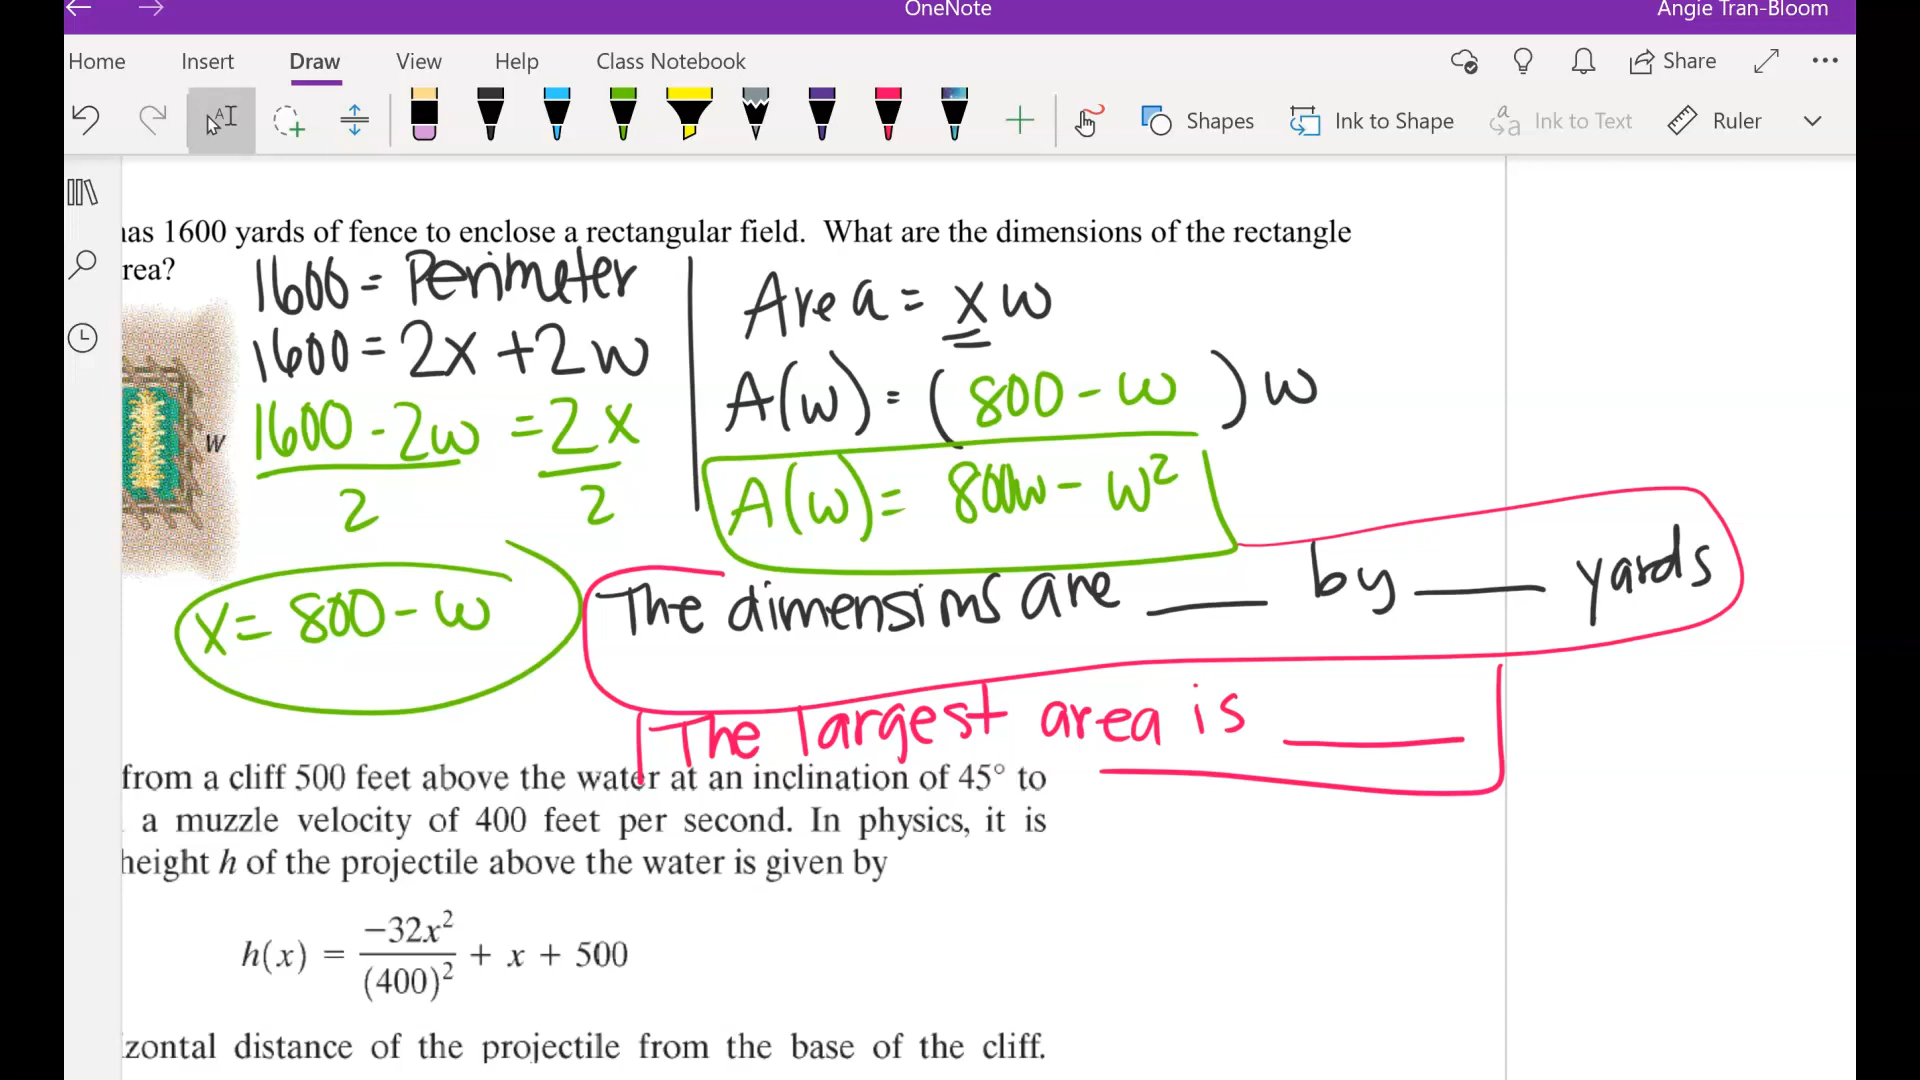 OneNote
Angie Tran-Bloom
Home Insert Draw View Help Class Notebook Share
Shapes Ink to Shape Ink to Text Ruler
has 1600 yards of fence to enclose a rectangular field. What are the dimensions of the rectangle
rea?
1600 = Perimeter
1600 = 2x + 2w
1600 - 2w = 2x
2 2
x = 800 - w
w
Area = xw
A(w) = ( 800 - w ) w
A(w) = 800w - w²
The dimensions are ____ by ____ yards
The largest area is ____
from a cliff 500 feet above the water at an inclination of 45° to
a muzzle velocity of 400 feet per second. In physics, it is
height h of the projectile above the water is given by
h(x) = −32x² / (400)² + x + 500
zontal distance of the projectile from the base of the cliff.